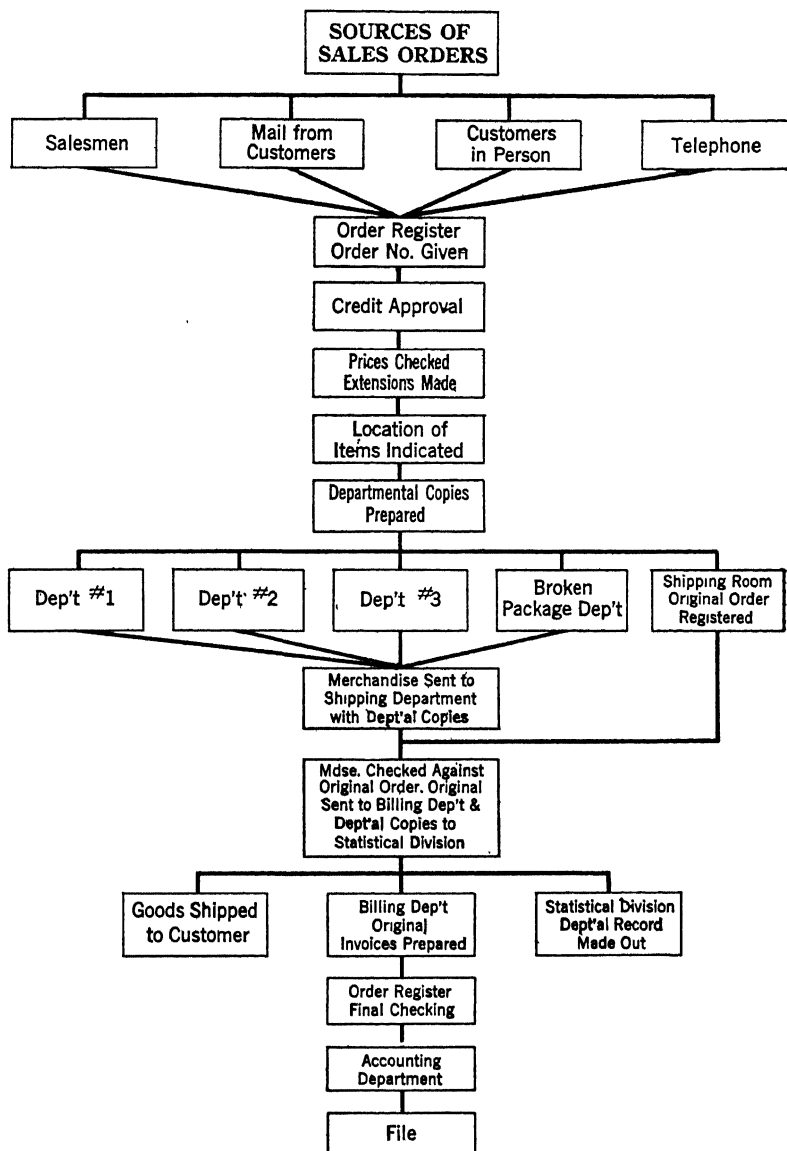 SOURCES OF
SALES ORDERS
Salesmen
Mail from
Customers
Customers
in Person
Telephone
Order Register
Order No. Given
Credit Approval
Prices Checked
Extensions Made
Location of
Items Indicated
Departmental Copies
Prepared
Dep't #1
Dep't #2
Dep't #3
Broken
Package Dep't
Shipping Room
Original Order
Registered
Merchandise Sent to
Shipping Department
with Dept'al Copies
Mdse. Checked Against
Original Order. Original
Sent to Billing Dep't &
Dept'al Copies to
Statistical Division
Goods Shipped
to Customer
Billing Dep't
Original
Invoices Prepared
Statistical Division
Dept'al Record
Made Out
Order Register
Final Checking
Accounting
Department
File